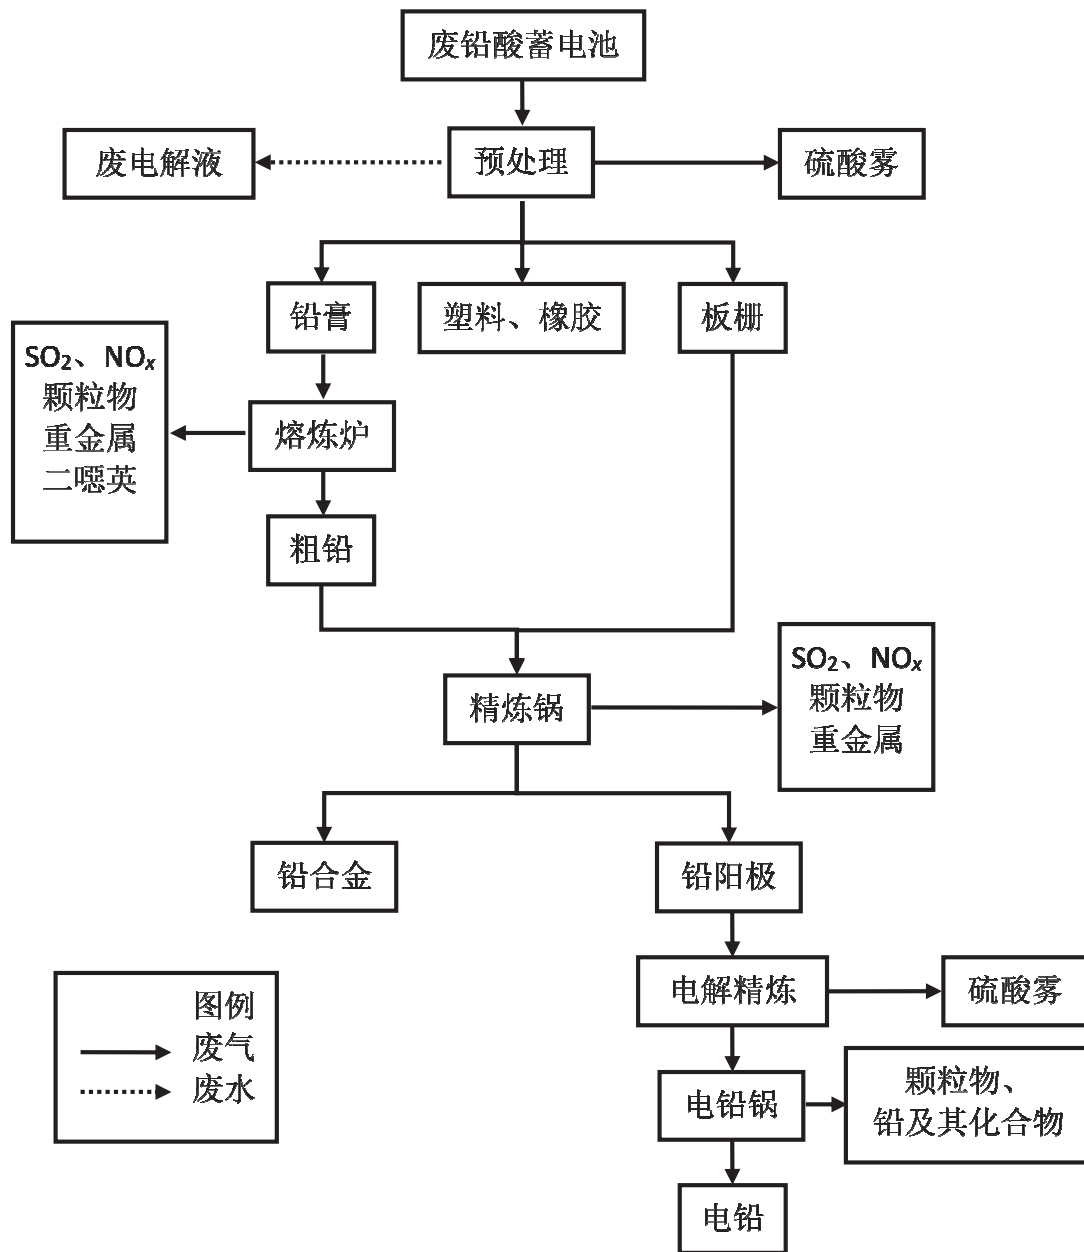 废铅酸蓄电池
废电解液
预处理
硫酸雾
铅膏
塑料、橡胶
板栅
SO₂、NOₓ
颗粒物
重金属
二噁英
熔炼炉
粗铅
精炼锅
SO₂、NOₓ
颗粒物
重金属
铅合金
铅阳极
电解精炼
硫酸雾
图例
废气
废水
电铅锅
颗粒物、
铅及其化合物
电铅